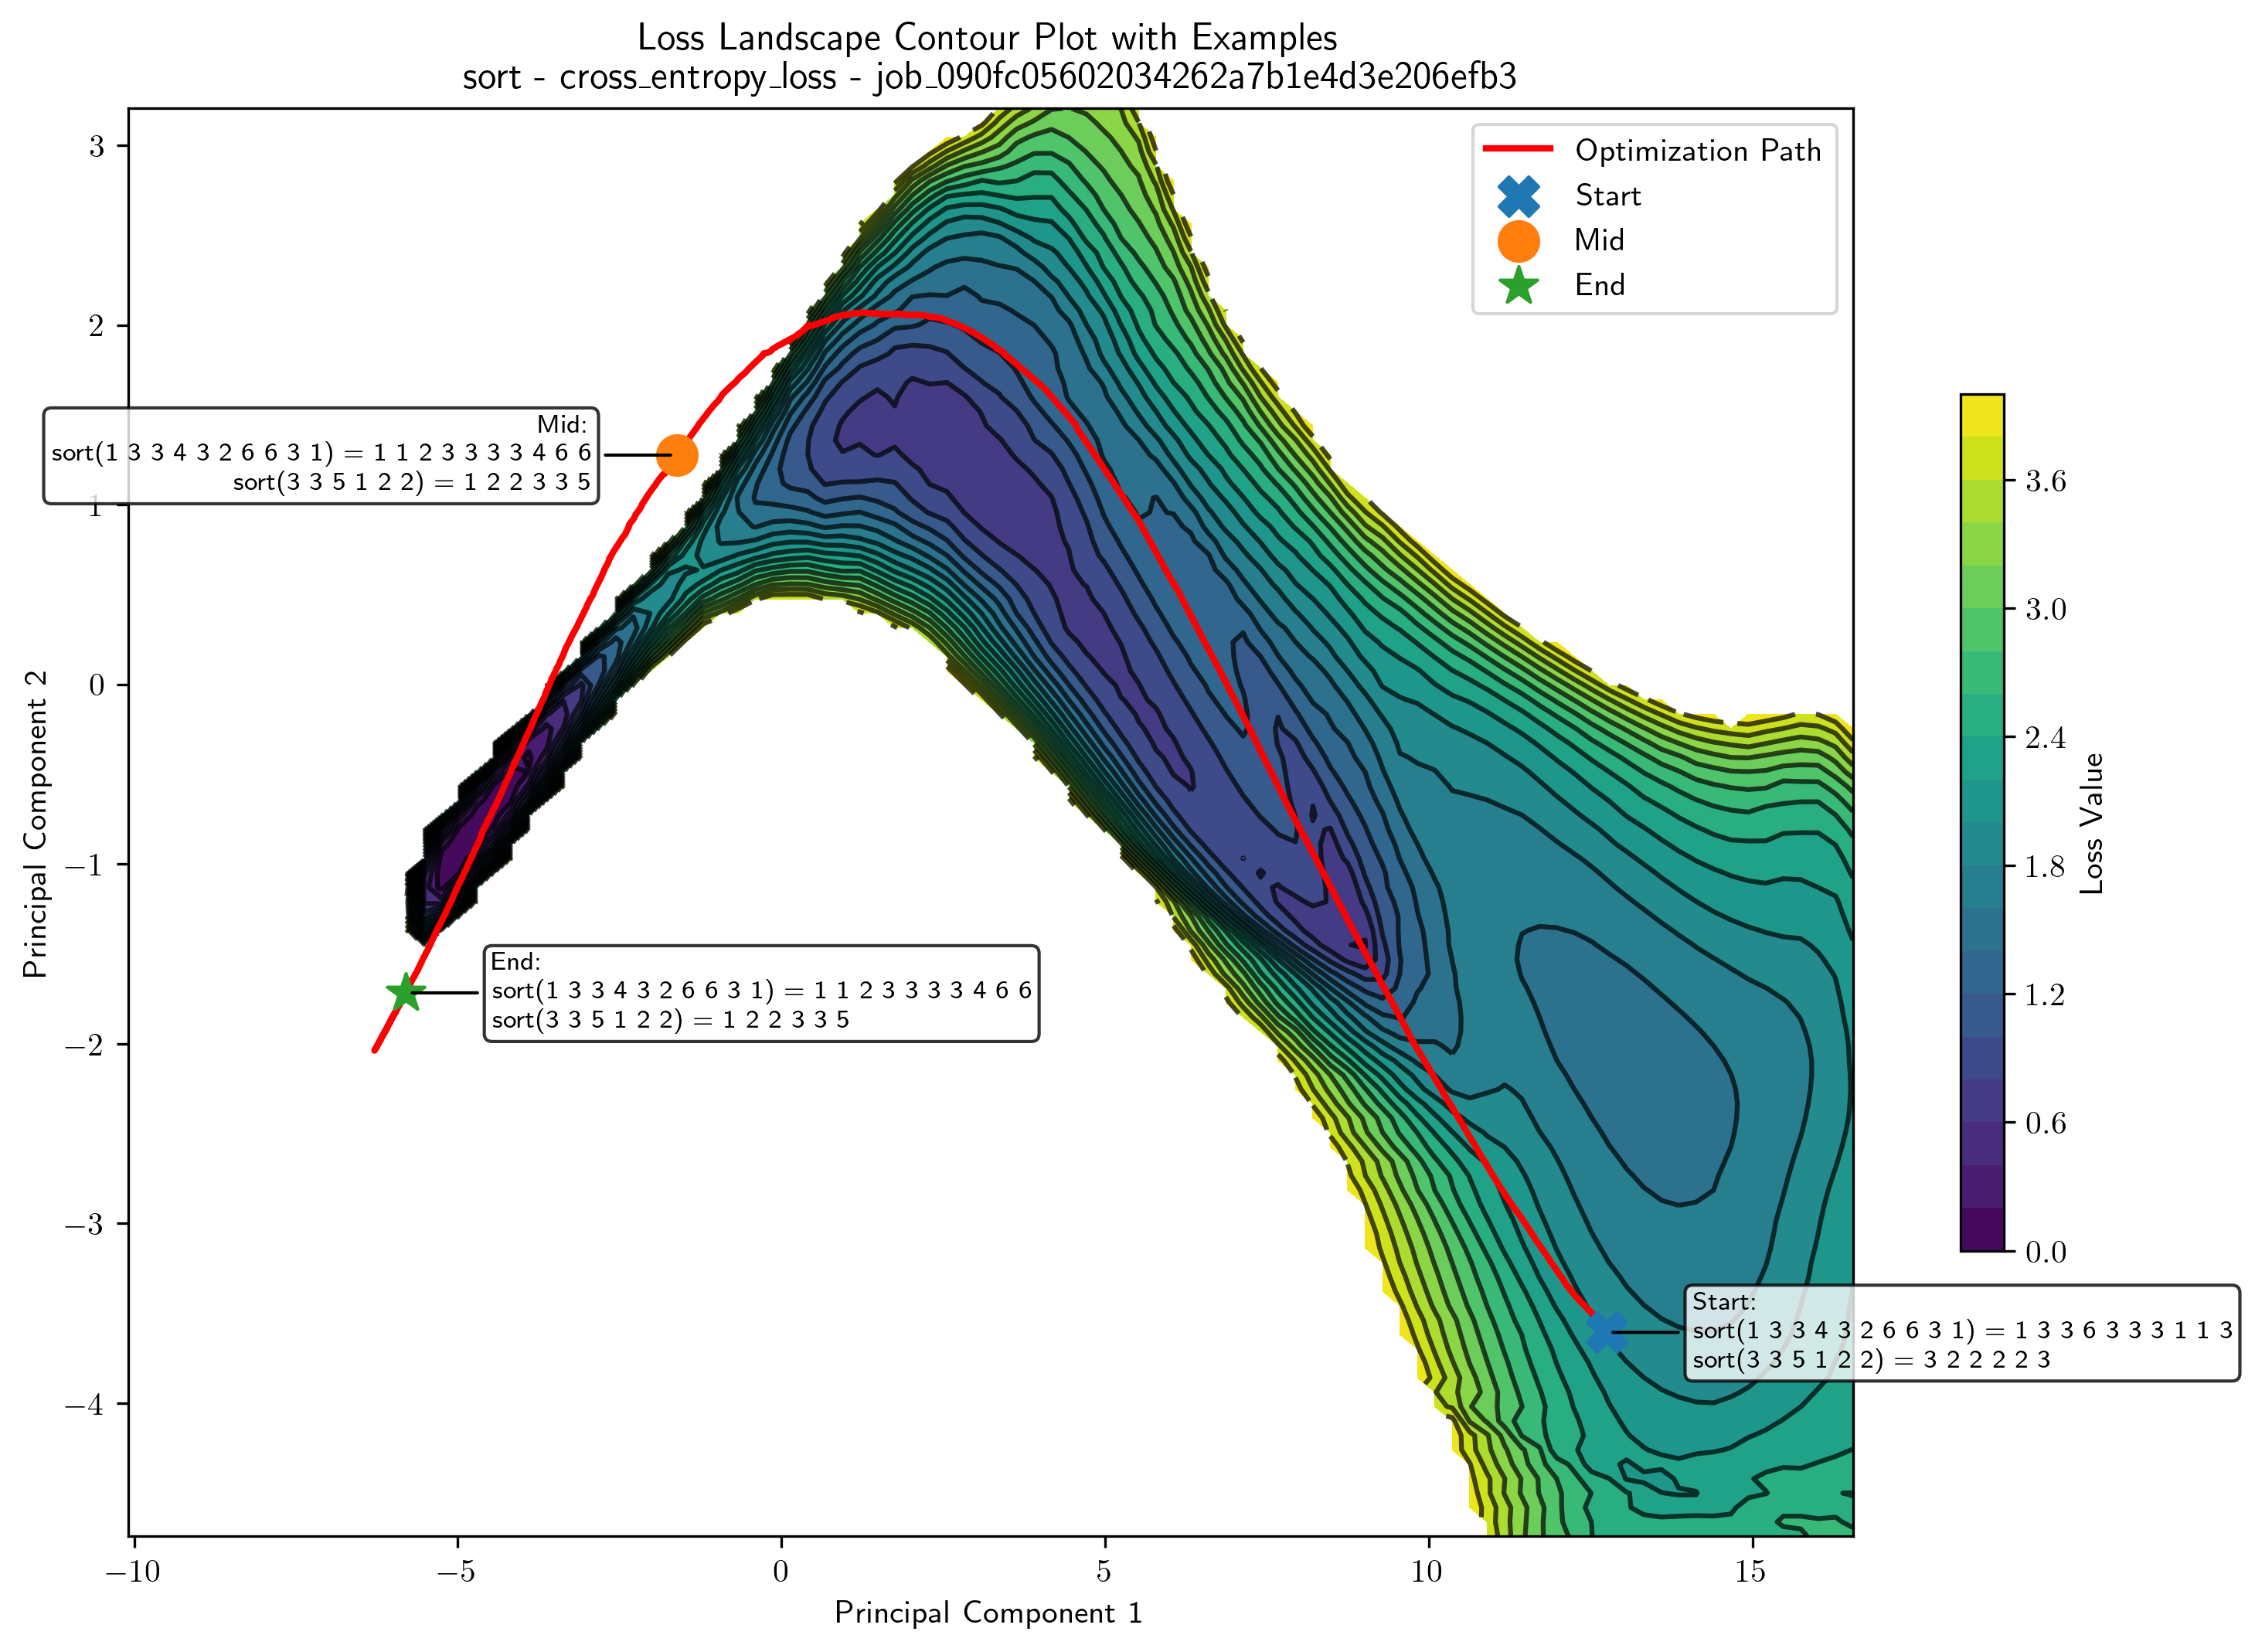 Loss Landscape Contour Plot with Examples
sort - cross_entropy_loss - job_090fc05602034262a7b1e4d3e206efb3
Optimization Path
Start
Mid
End
3
2
1
0
−1
−2
−3
−4
Principal Component 2
Mid:
sort(1 3 3 4 3 2 6 6 3 1) = 1 1 2 3 3 3 3 4 6 6
sort(3 3 5 1 2 2) = 1 2 2 3 3 5
End:
sort(1 3 3 4 3 2 6 6 3 1) = 1 1 2 3 3 3 3 4 6 6
sort(3 3 5 1 2 2) = 1 2 2 3 3 5
Start:
sort(1 3 3 4 3 2 6 6 3 1) = 1 3 3 6 3 3 3 1 1 3
sort(3 3 5 1 2 2) = 3 2 2 2 2 3
3.6
3.0
2.4
1.8
1.2
0.6
0.0
Loss Value
−10
−5
0
5
10
15
Principal Component 1